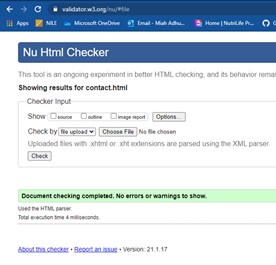 validator.w3.org/nu/#file
BT
NILE
Microsoft OneDrive
Email – Miah Adhu...
Home | NutriLife Pr...
Nu Html Checker
This tool is an ongoing experiment in better HTML checking, and its behavior remai
Showing results for contact.html
Checker Input
Show source outline image report Options...
Check by file upload Choose File No file chosen
Uploaded files with .xhtml or .xht extensions are parsed using the XML parser.
Check
Document checking completed. No errors or warnings to show.
Used the HTML parser.
Total execution time 4 milliseconds.
About this checker • Report an issue • Version: 21.1.17